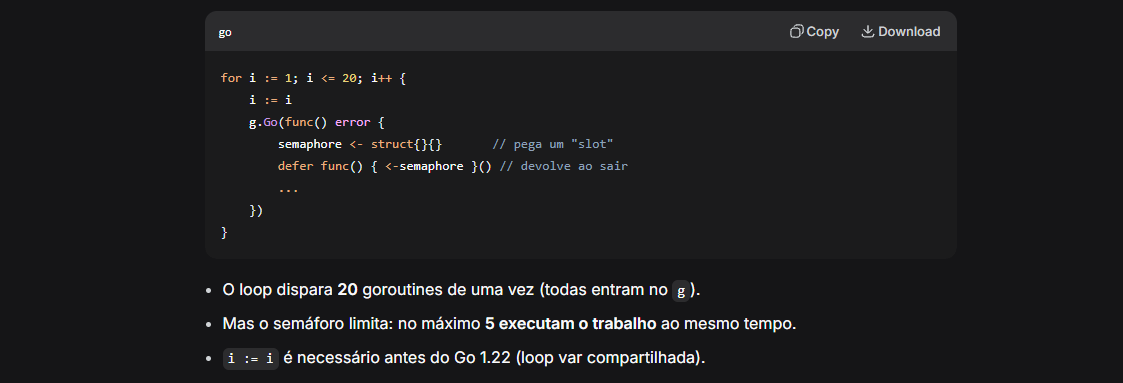 go
Copy
Download
for i := 1; i <= 20; i++ {
    i := i
    g.Go(func() error {
        semaphore <- struct{}{}       // pega um "slot"
        defer func() { <-semaphore }() // devolve ao sair
        ...
    })
}
• O loop dispara 20 goroutines de uma vez (todas entram no g).
• Mas o semáforo limita: no máximo 5 executam o trabalho ao mesmo tempo.
• i := i é necessário antes do Go 1.22 (loop var compartilhada).